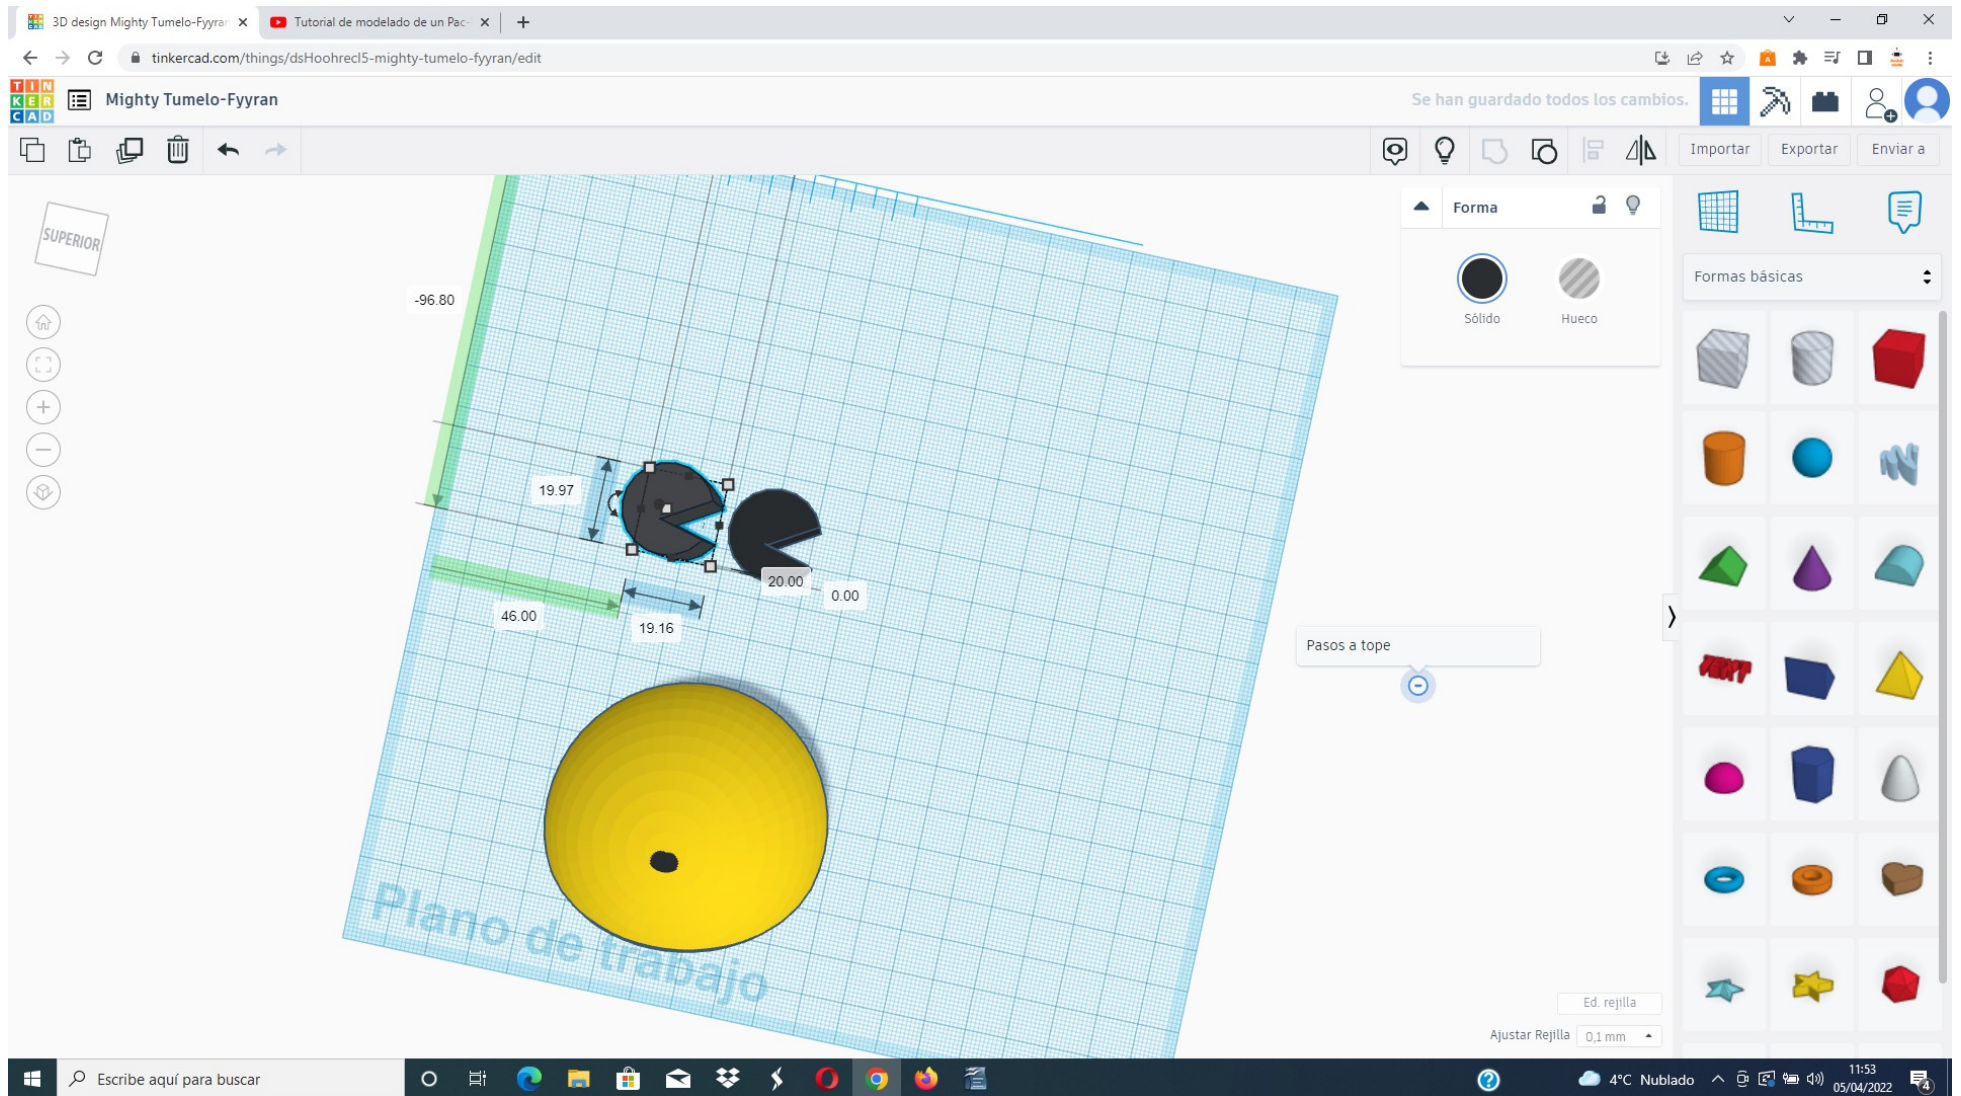 3D design Mighty Tumelo-Fyyran
Tutorial de modelado de un Pac-
tinkercad.com/things/dsHoohrecl5-mighty-tumelo-fyyran/edit
TIN
KER
CAD
Mighty Tumelo-Fyyran
Se han guardado todos los cambios.
Importar
Exportar
Enviar a
SUPERIOR
Forma
Sólido
Hueco
Formas básicas
-96.80
19.97
20.00
0.00
46.00
19.16
Pasos a tope
TEXT
Plano de trabajo
Ed. rejilla
Ajustar Rejilla
0,1 mm
Escribe aquí para buscar
4°C Nublado
11:53
05/04/2022
4